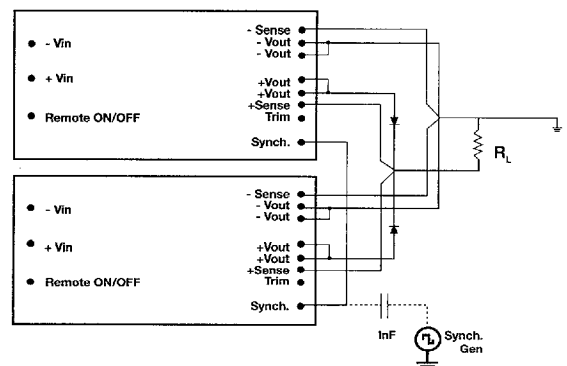 - Sense
- Vin
- Vout
- Vout
+ Vin
+Vout
+Vout
+Sense
Remote ON/OFF
Trim
Synch.
RL
- Sense
- Vin
- Vout
- Vout
+ Vin
+Vout
+Vout
+Sense
Remote ON/OFF
Trim
Synch.
1nF
Synch.
Gen